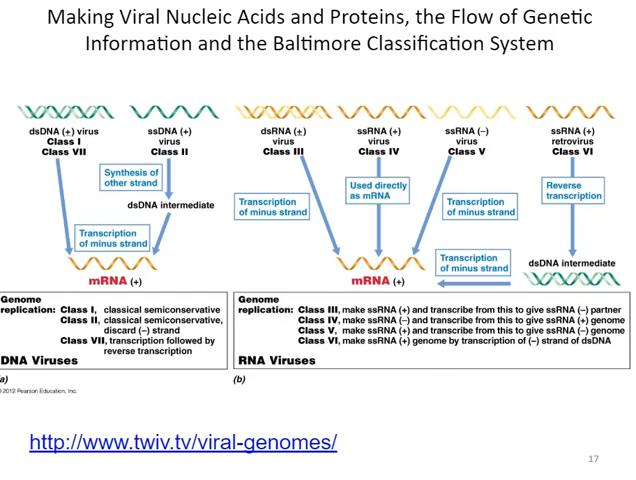 Making Viral Nucleic Acids and Proteins, the Flow of Genetic
Information and the Baltimore Classification System
dsDNA (±) virus
Class I
Class VII
ssDNA (+)
virus
Class II
Synthesis of
other strand
dsDNA intermediate
Transcription
of minus strand
mRNA (+)
Genome
replication: Class I, classical semiconservative
Class II, classical semiconservative,
discard (–) strand
Class VII, transcription followed by
reverse transcription
DNA Viruses
(a)
© 2012 Pearson Education, Inc.
dsRNA (±)
virus
Class III
ssRNA (+)
virus
Class IV
ssRNA (–)
virus
Class V
ssRNA (+)
retrovirus
Class VI
Transcription
of minus strand
Used directly
as mRNA
Transcription
of minus strand
Reverse
transcription
Transcription
of minus strand
dsDNA intermediate
mRNA (+)
Genome
replication: Class III, make ssRNA (+) and transcribe from this to give ssRNA (–) partner
Class IV, make ssRNA (–) and transcribe from this to give ssRNA (+) genome
Class V, make ssRNA (+) and transcribe from this to give ssRNA (–) genome
Class VI, make ssRNA (+) genome by transcription of (–) strand of dsDNA
RNA Viruses
(b)
http://www.twiv.tv/viral-genomes/
17